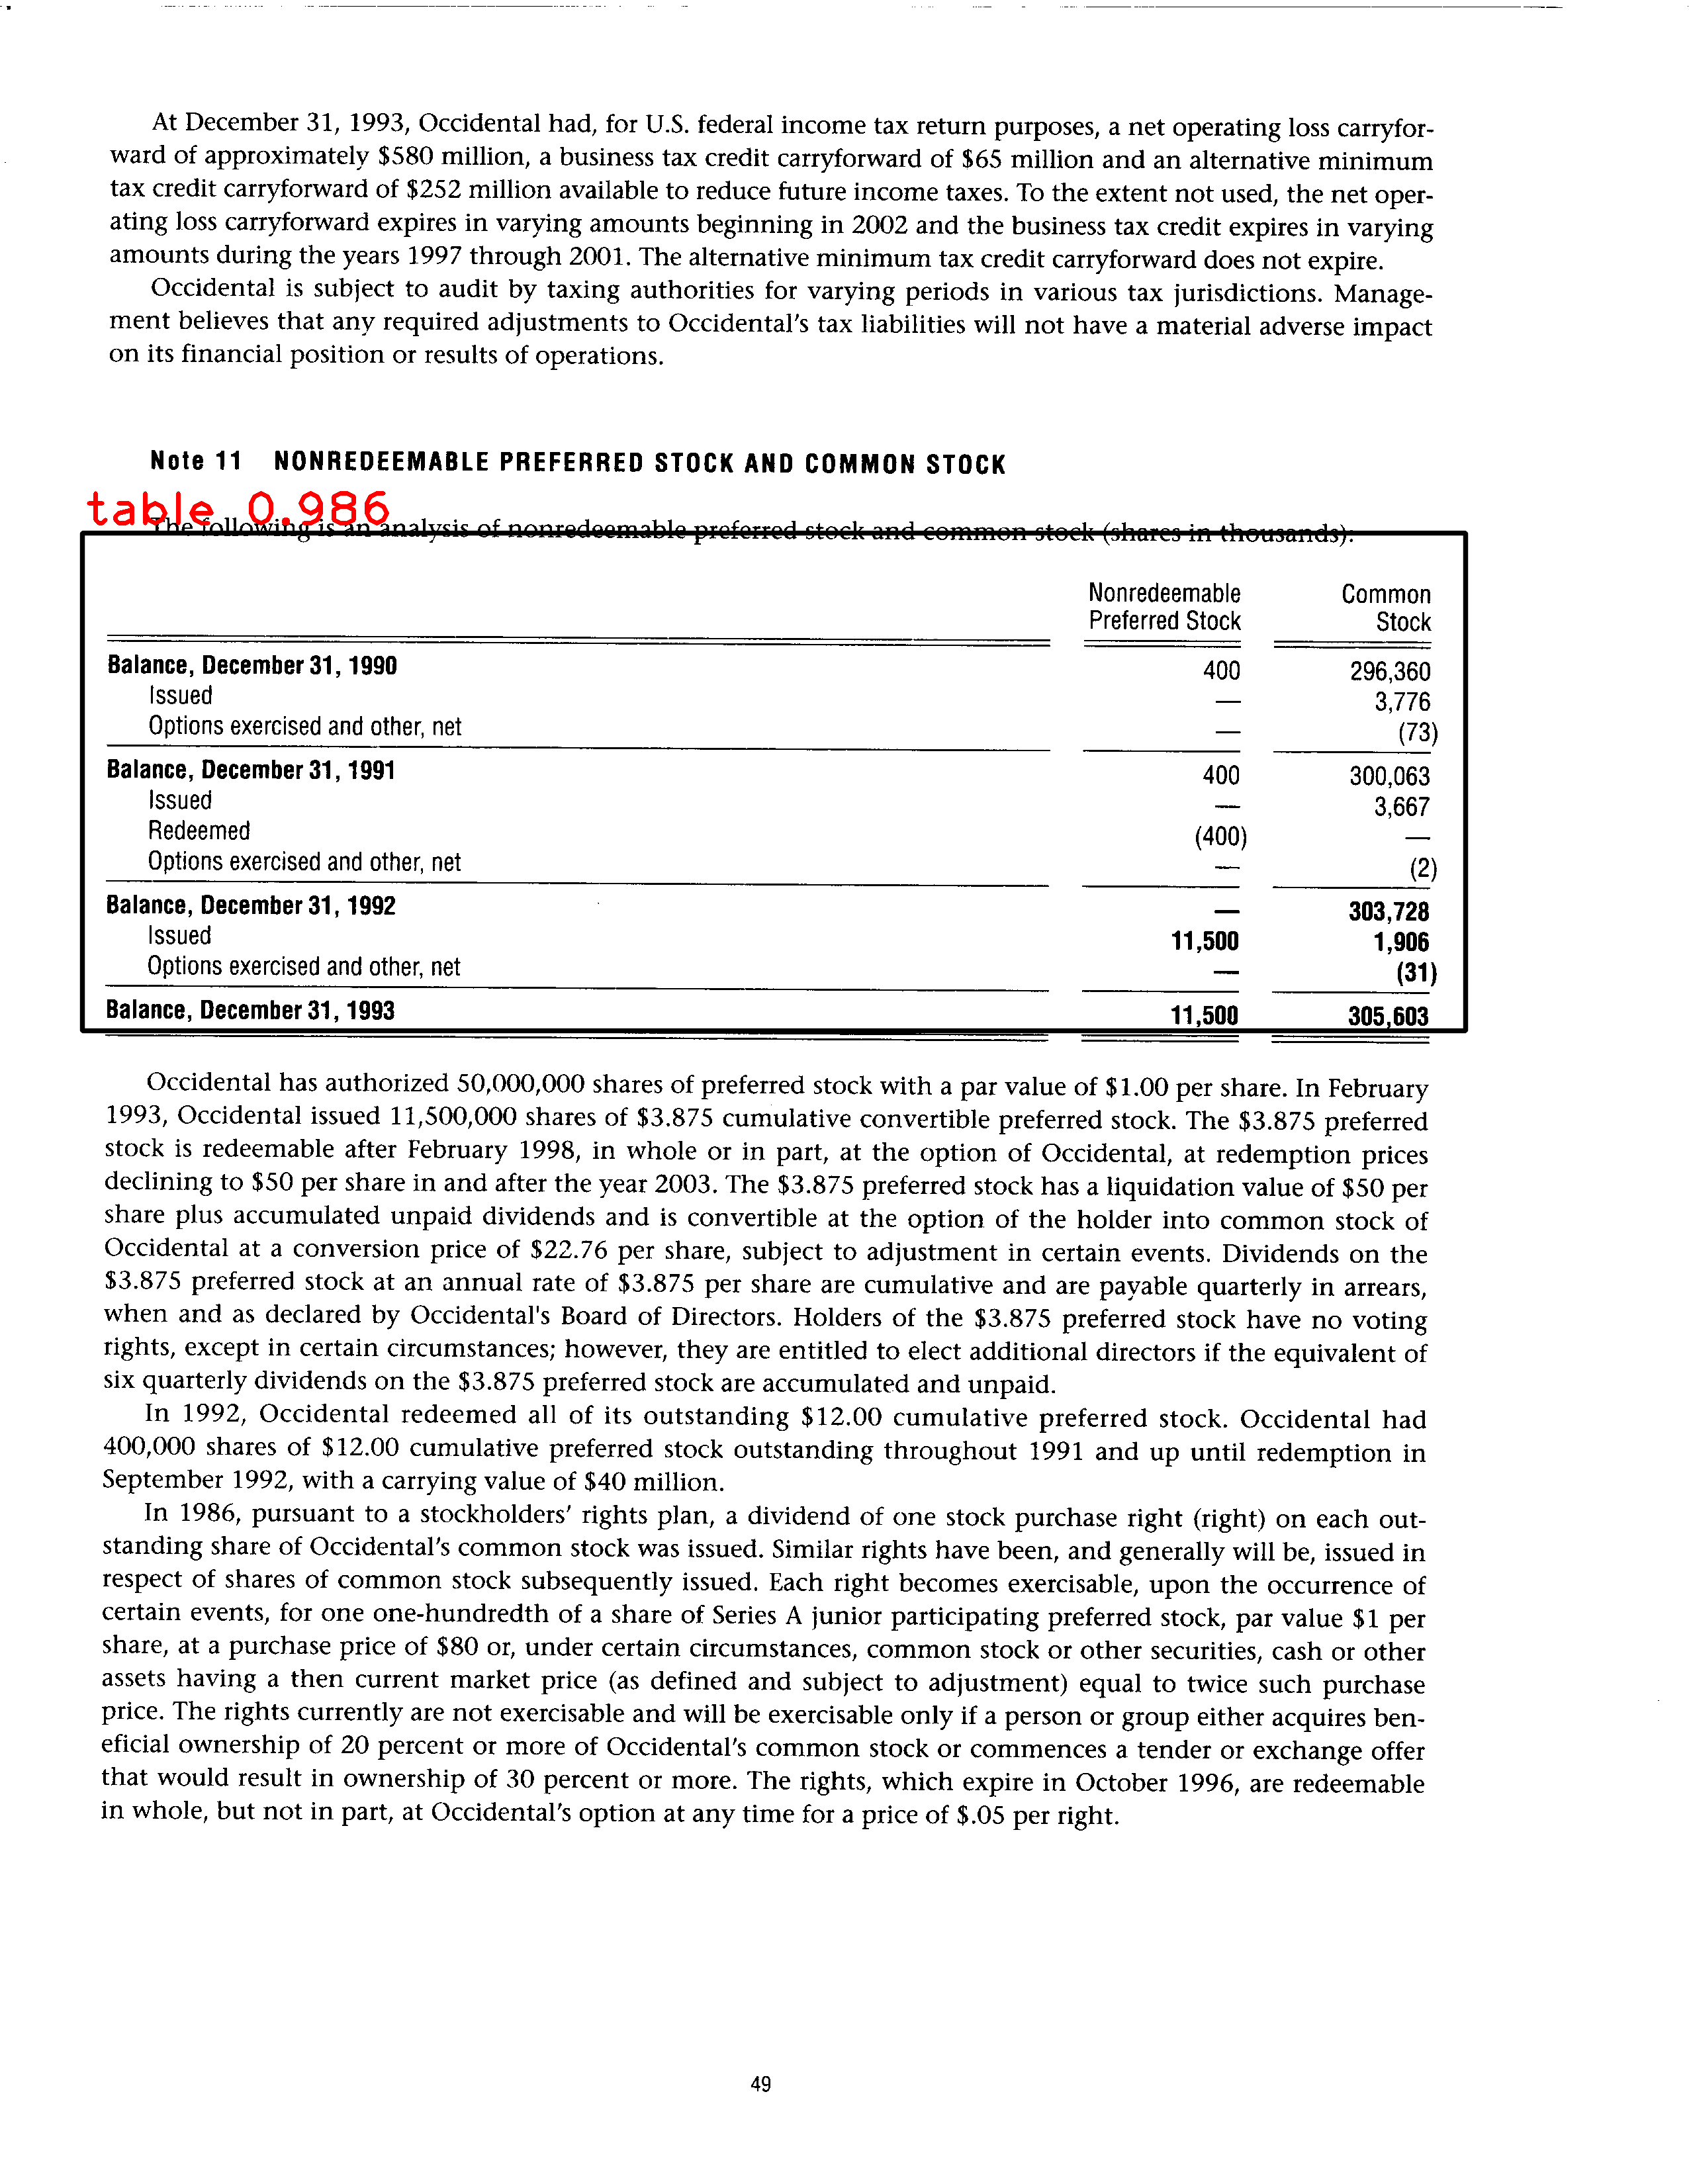 At December 31, 1993, Occidental had, for U.S. federal income tax return purposes, a net operating loss carryfor-
ward of approximately $580 million, a business tax credit carryforward of $65 million and an alternative minimum
tax credit carryforward of $252 million available to reduce future income taxes. To the extent not used, the net oper-
ating loss carryforward expires in varying amounts beginning in 2002 and the business tax credit expires in varying
amounts during the years 1997 through 2001. The alternative minimum tax credit carryforward does not expire.
Occidental is subject to audit by taxing authorities for varying periods in various tax jurisdictions. Manage-
ment believes that any required adjustments to Occidental's tax liabilities will not have a material adverse impact
on its financial position or results of operations.
Note 11 NONREDEEMABLE PREFERRED STOCK AND COMMON STOCK
table 0.986
The following is an analysis of nonredeemable preferred stock and common stock (shares in thousands):
Nonredeemable Common
Preferred Stock Stock
Balance, December 31, 1990 400 296,360
Issued — 3,776
Options exercised and other, net — (73)
Balance, December 31, 1991 400 300,063
Issued — 3,667
Redeemed (400) —
Options exercised and other, net — (2)
Balance, December 31, 1992 — 303,728
Issued 11,500 1,906
Options exercised and other, net — (31)
Balance, December 31, 1993 11,500 305,603
Occidental has authorized 50,000,000 shares of preferred stock with a par value of $1.00 per share. In February
1993, Occidental issued 11,500,000 shares of $3.875 cumulative convertible preferred stock. The $3.875 preferred
stock is redeemable after February 1998, in whole or in part, at the option of Occidental, at redemption prices
declining to $50 per share in and after the year 2003. The $3.875 preferred stock has a liquidation value of $50 per
share plus accumulated unpaid dividends and is convertible at the option of the holder into common stock of
Occidental at a conversion price of $22.76 per share, subject to adjustment in certain events. Dividends on the
$3.875 preferred stock at an annual rate of $3.875 per share are cumulative and are payable quarterly in arrears,
when and as declared by Occidental's Board of Directors. Holders of the $3.875 preferred stock have no voting
rights, except in certain circumstances; however, they are entitled to elect additional directors if the equivalent of
six quarterly dividends on the $3.875 preferred stock are accumulated and unpaid.
In 1992, Occidental redeemed all of its outstanding $12.00 cumulative preferred stock. Occidental had
400,000 shares of $12.00 cumulative preferred stock outstanding throughout 1991 and up until redemption in
September 1992, with a carrying value of $40 million.
In 1986, pursuant to a stockholders' rights plan, a dividend of one stock purchase right (right) on each out-
standing share of Occidental's common stock was issued. Similar rights have been, and generally will be, issued in
respect of shares of common stock subsequently issued. Each right becomes exercisable, upon the occurrence of
certain events, for one one-hundredth of a share of Series A junior participating preferred stock, par value $1 per
share, at a purchase price of $80 or, under certain circumstances, common stock or other securities, cash or other
assets having a then current market price (as defined and subject to adjustment) equal to twice such purchase
price. The rights currently are not exercisable and will be exercisable only if a person or group either acquires ben-
eficial ownership of 20 percent or more of Occidental's common stock or commences a tender or exchange offer
that would result in ownership of 30 percent or more. The rights, which expire in October 1996, are redeemable
in whole, but not in part, at Occidental's option at any time for a price of $.05 per right.
49